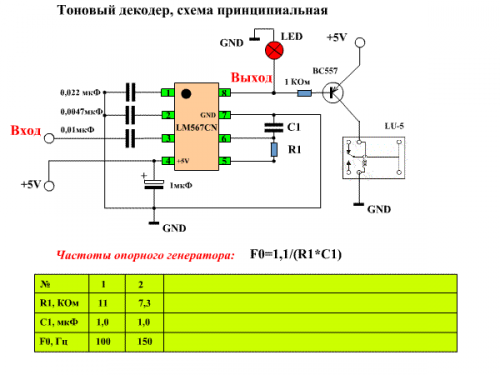 Тоновый декодер, схема принципиальная
LED
GND
+5V
Выход
BC557
1 КОм
0,022 мкФ
1
8
0,0047мкФ
2
GND
7
LM567CN
C1
LU-5
Вход
0,01мкФ
3
6
R1
4
+5V
5
+5V
+
1мкФ
GND
GND
Частоты опорного генератора: F0=1,1/(R1*C1)
№ 1 2
R1, КОм 11 7,3
C1, мкФ 1,0 1,0
F0, Гц 100 150